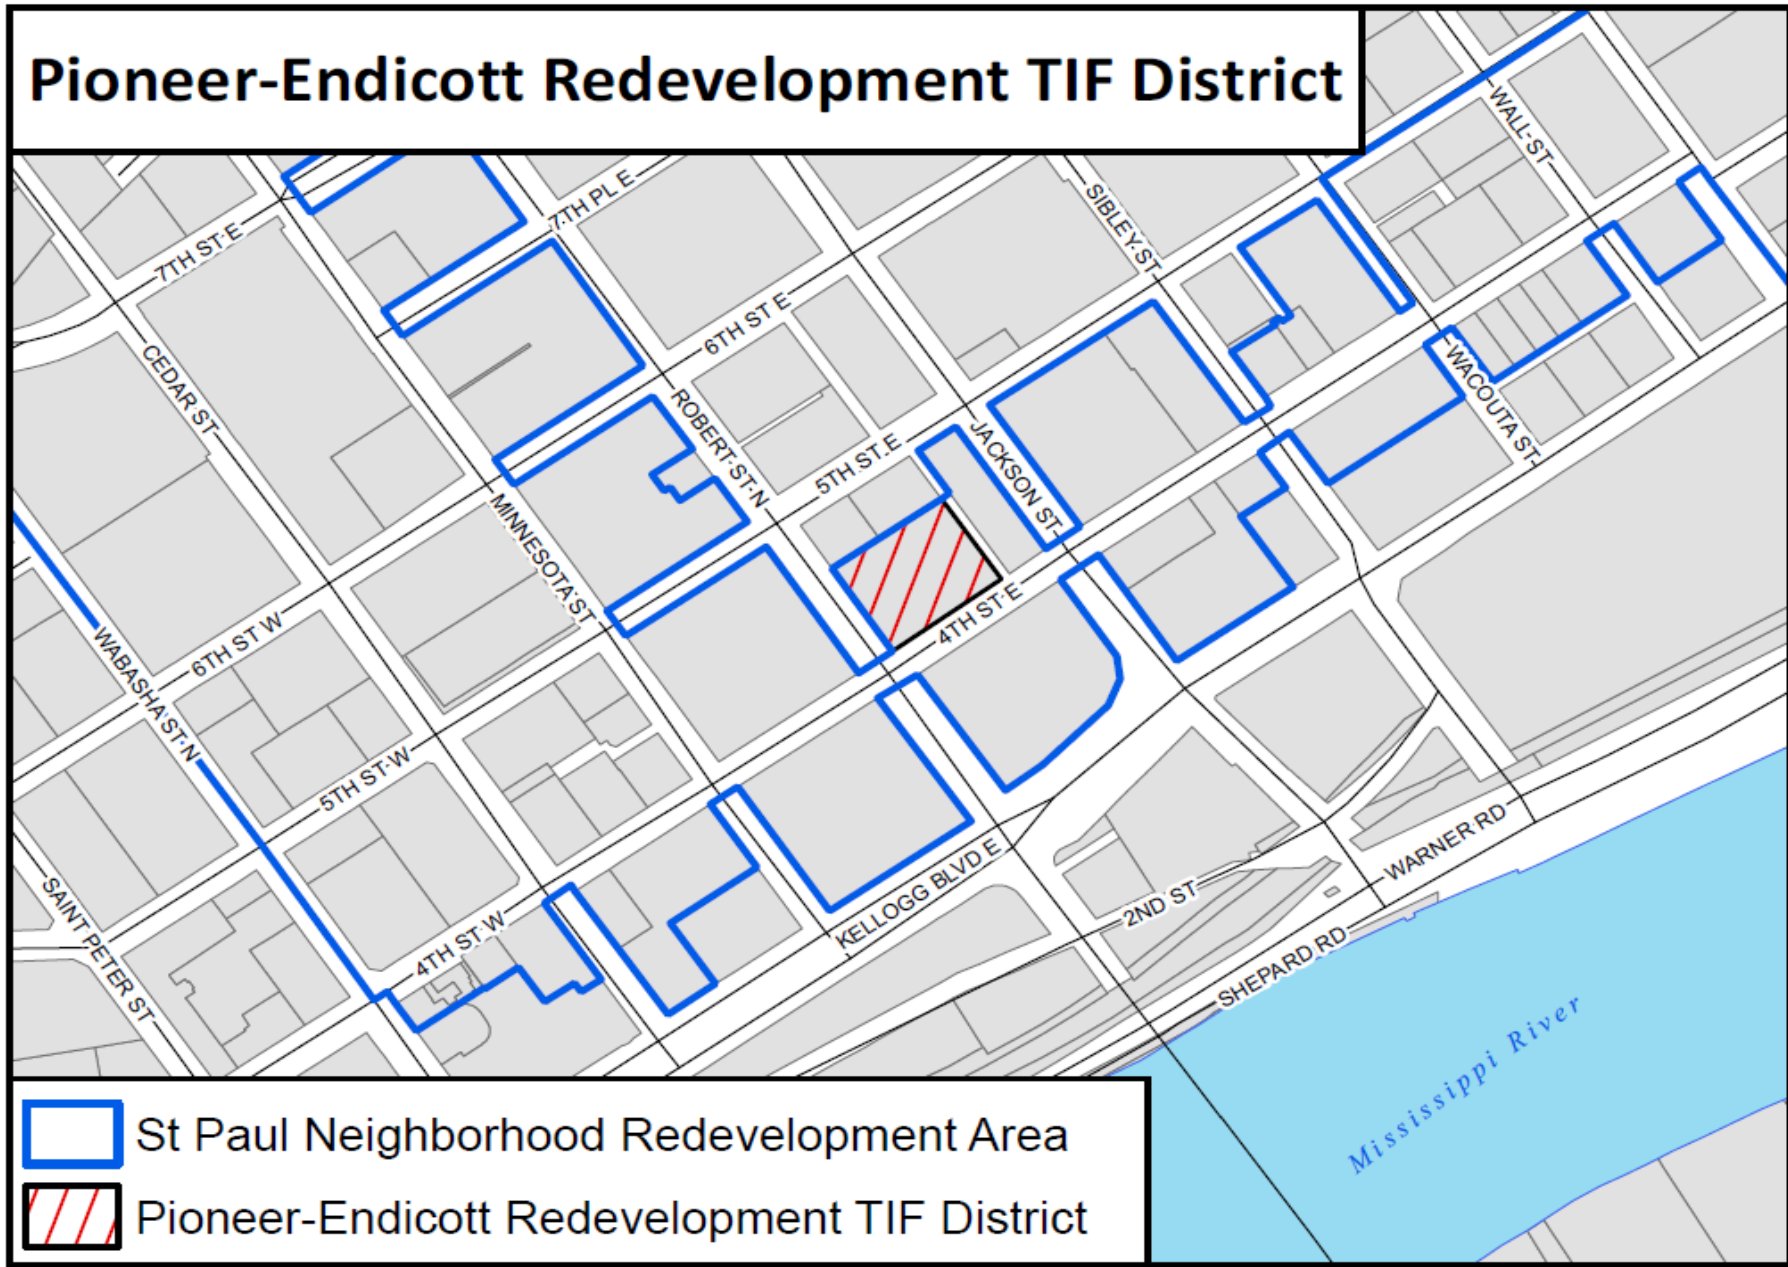 Pioneer-Endicott Redevelopment TIF District
WALL ST
7TH PL E
SIBLEY ST
7TH ST E
6TH ST E
CEDAR ST
WACOUTA ST
ROBERT ST N
JACKSON ST
5TH ST E
MINNESOTA ST
4TH ST E
6TH ST W
WABASHA ST N
5TH ST W
KELLOGG BLVD E
WARNER RD
2ND ST
SAINT PETER ST
4TH ST W
SHEPARD RD
Mississippi River
St Paul Neighborhood Redevelopment Area
Pioneer-Endicott Redevelopment TIF District